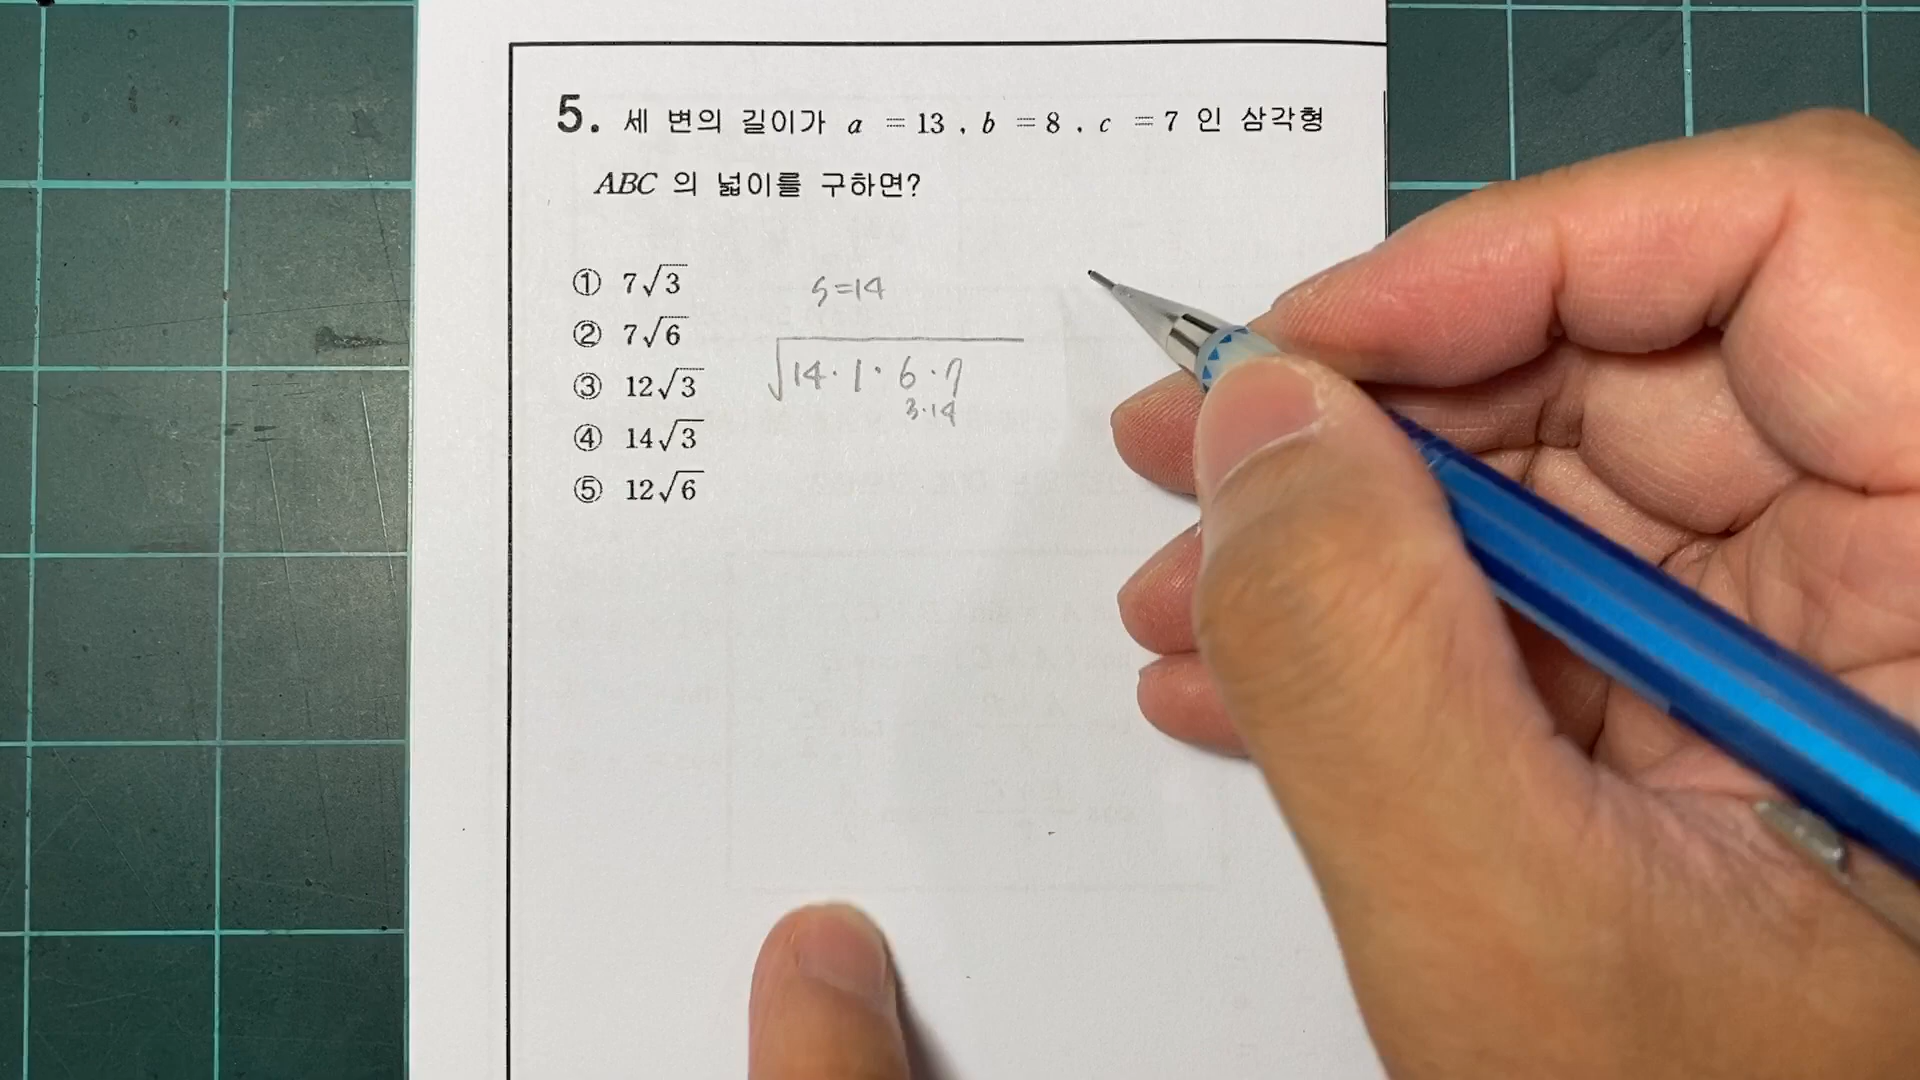 5. 세 변의 길이가 a = 13 , b = 8 , c = 7 인 삼각형
ABC 의 넓이를 구하면?
① 7√3
② 7√6
③ 12√3
④ 14√3
⑤ 12√6
s=14
√14·1·6·7
3·14